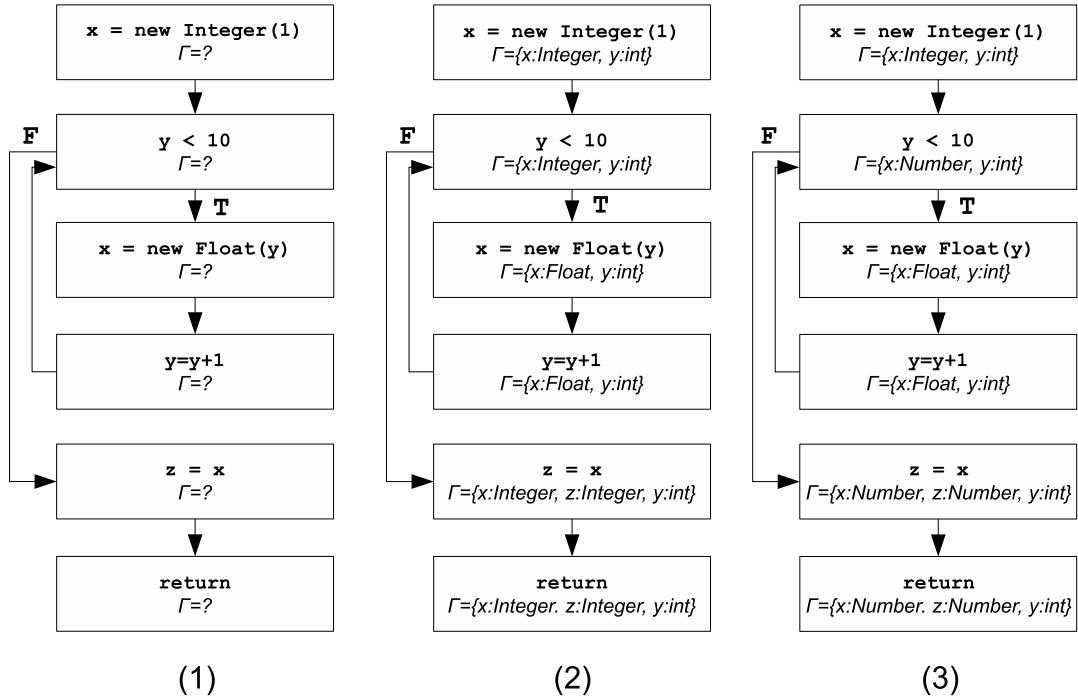 x = new Integer(1)
Γ=?
F
y < 10
Γ=?
T
x = new Float(y)
Γ=?
y=y+1
Γ=?
z = x
Γ=?
return
Γ=?
(1)
x = new Integer(1)
Γ={x:Integer, y:int}
F
y < 10
Γ={x:Integer, y:int}
T
x = new Float(y)
Γ={x:Float, y:int}
y=y+1
Γ={x:Float, y:int}
z = x
Γ={x:Integer, z:Integer, y:int}
return
Γ={x:Integer. z:Integer, y:int}
(2)
x = new Integer(1)
Γ={x:Integer, y:int}
F
y < 10
Γ={x:Number, y:int}
T
x = new Float(y)
Γ={x:Float, y:int}
y=y+1
Γ={x:Float, y:int}
z = x
Γ={x:Number, z:Number, y:int}
return
Γ={x:Number. z:Number, y:int}
(3)